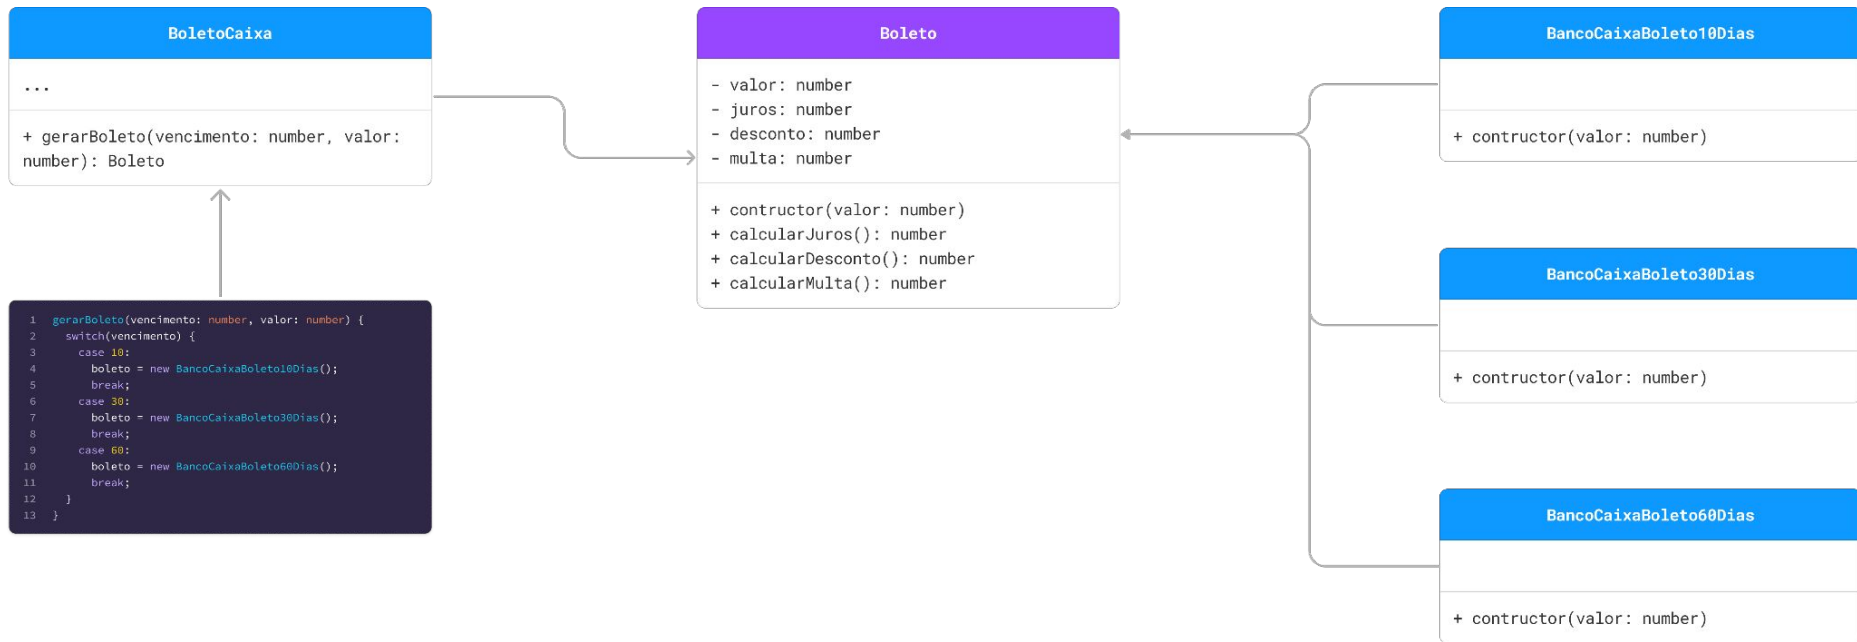 BoletoCaixa
...
+ gerarBoleto(vencimento: number, valor:
number): Boleto
1 gerarBoleto(vencimento: number, valor: number) {
2 switch(vencimento) {
3 case 10:
4 boleto = new BancoCaixaBoleto10Dias();
5 break;
6 case 30:
7 boleto = new BancoCaixaBoleto30Dias();
8 break;
9 case 60:
10 boleto = new BancoCaixaBoleto60Dias();
11 break;
12 }
13 }
Boleto
- valor: number
- juros: number
- desconto: number
- multa: number
+ contructor(valor: number)
+ calcularJuros(): number
+ calcularDesconto(): number
+ calcularMulta(): number
BancoCaixaBoleto10Dias
+ contructor(valor: number)
BancoCaixaBoleto30Dias
+ contructor(valor: number)
BancoCaixaBoleto60Dias
+ contructor(valor: number)